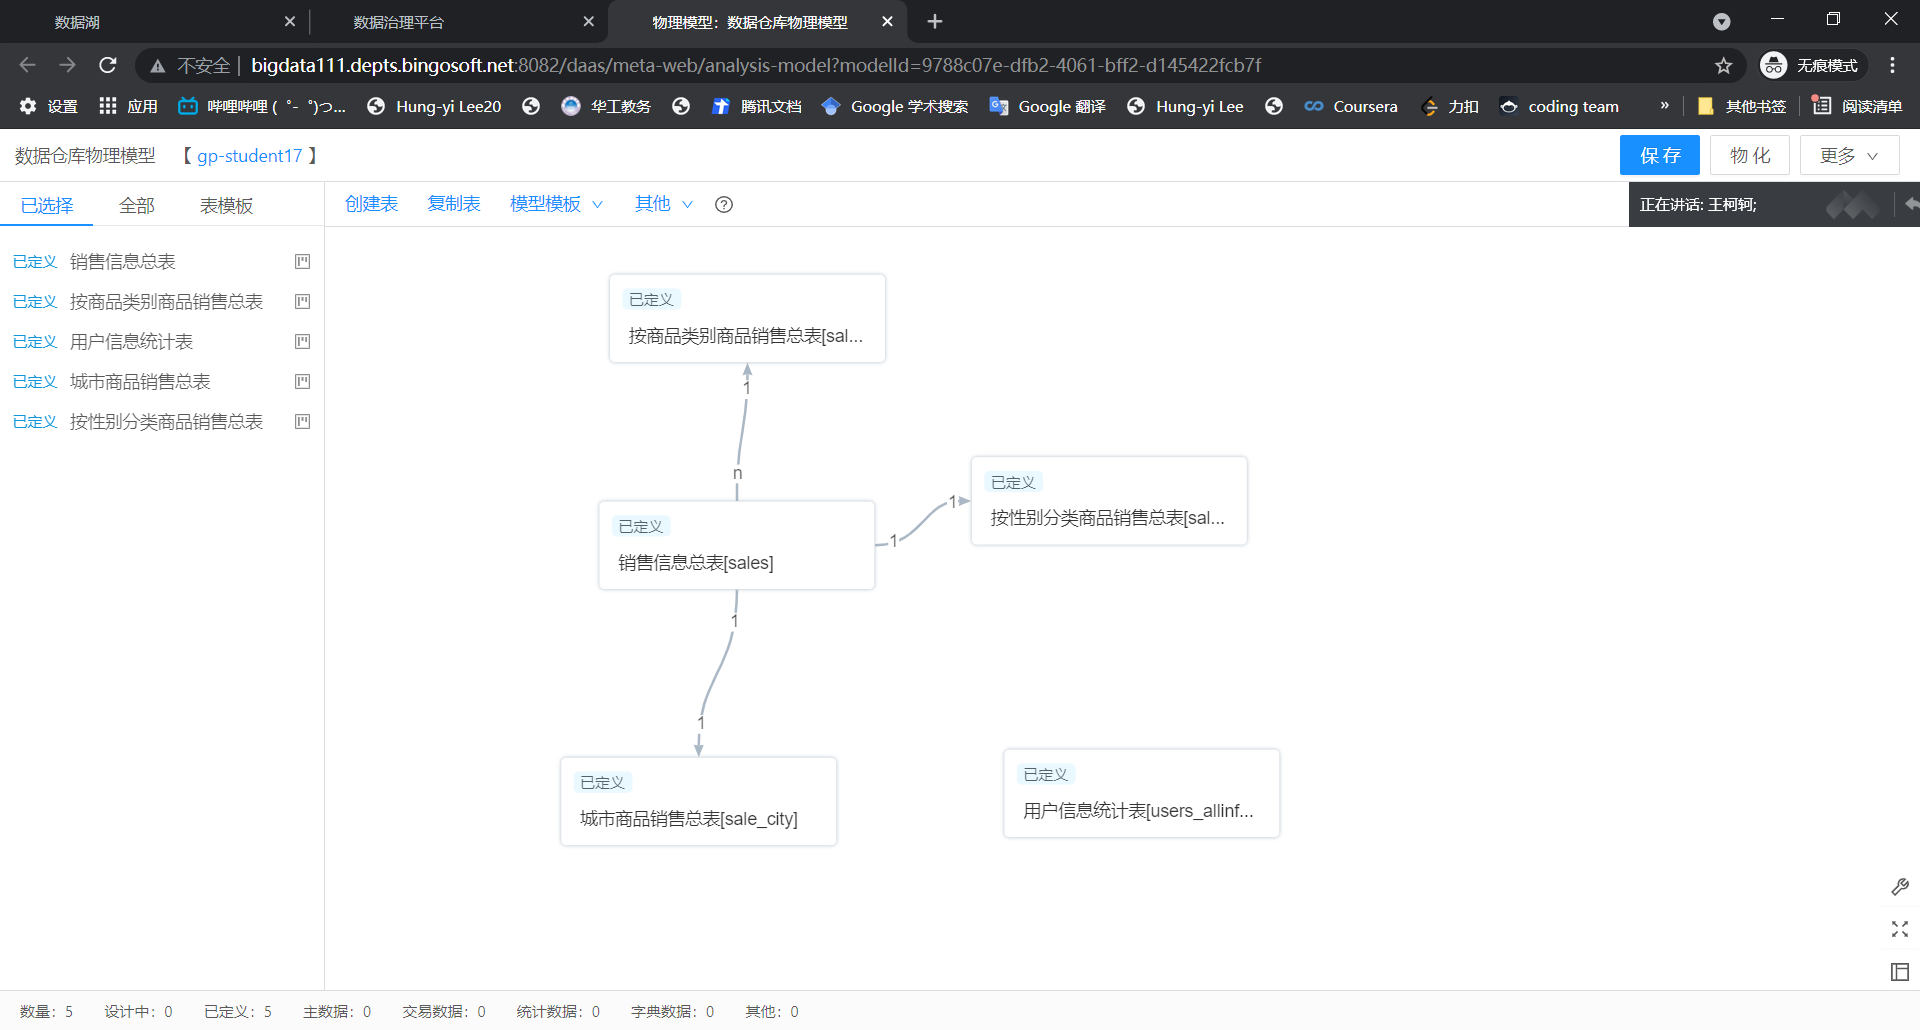 数据湖
数据治理平台
物理模型：数据仓库物理模型
不安全 | bigdata111.depts.bingosoft.net:8082/daas/meta-web/analysis-model?modelId=9788c07e-dfb2-4061-bff2-d145422fcb7f
无痕模式
设置
应用
哔哩哔哩 ( ゜- ゜)つ...
Hung-yi Lee20
华工教务
腾讯文档
Google 学术搜索
Google 翻译
Hung-yi Lee
Coursera
力扣
coding team
»
其他书签
阅读清单
数据仓库物理模型 【 gp-student17 】
保 存
物 化
更多
已选择
全部
表模板
创建表
复制表
模型模板
其他
正在讲话: 王柯轲;
已定义 销售信息总表
已定义 按商品类别商品销售总表
已定义 用户信息统计表
已定义 城市商品销售总表
已定义 按性别分类商品销售总表
已定义
按商品类别商品销售总表[sal...
1
n
已定义
按性别分类商品销售总表[sal...
1
1
已定义
销售信息总表[sales]
1
1
已定义
城市商品销售总表[sale_city]
已定义
用户信息统计表[users_allinf...
数量：5 设计中：0 已定义：5 主数据：0 交易数据：0 统计数据：0 字典数据：0 其他：0